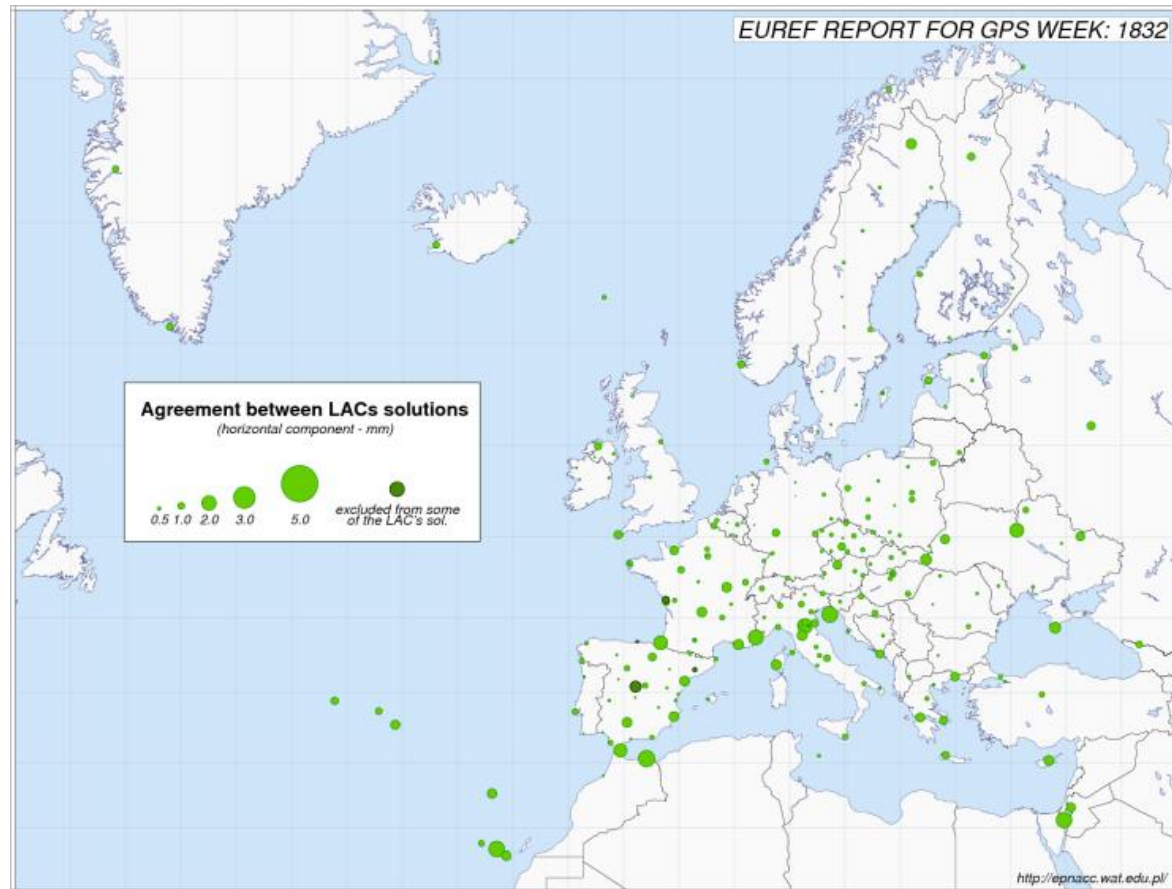 EUREF REPORT FOR GPS WEEK: 1832
Agreement between LACs solutions
(horizontal component - mm)
0.5 1.0 2.0 3.0 5.0 excluded from some
of the LAC's sol.
http://epnacc.wat.edu.pl/